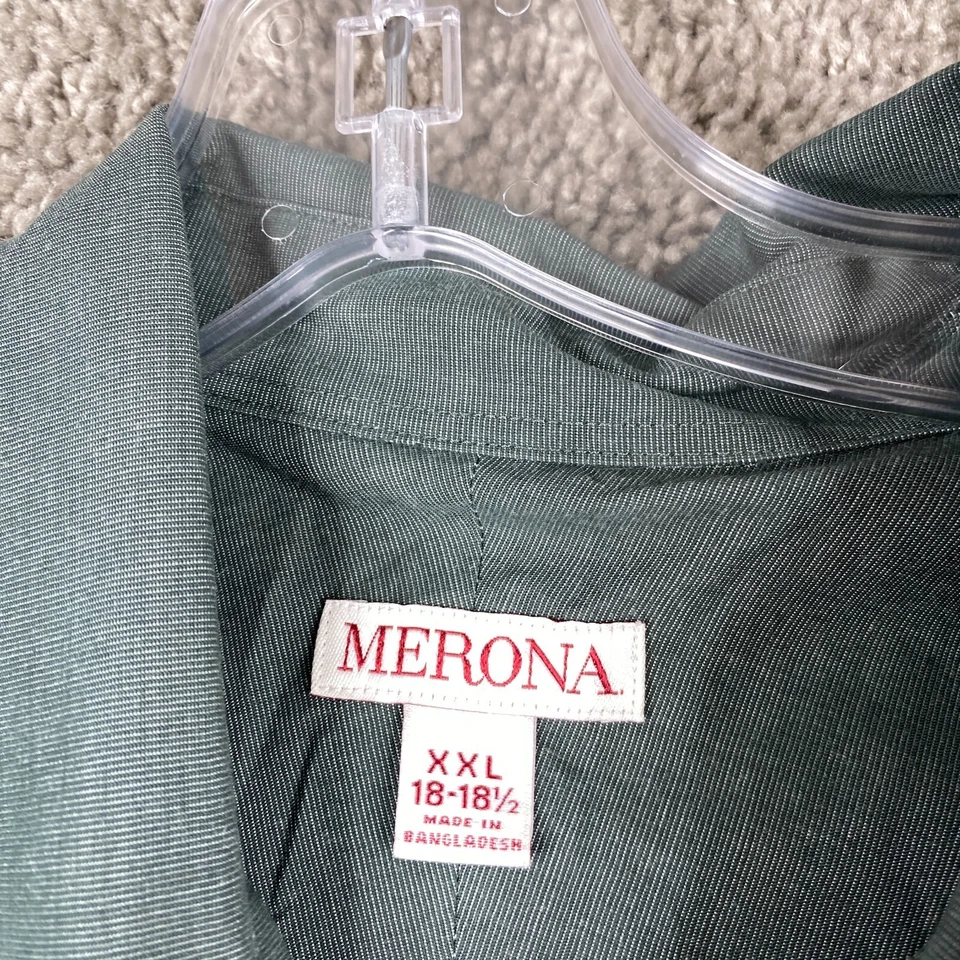 MERONA
XXL
18-18½
MADE IN
BANGLADESH